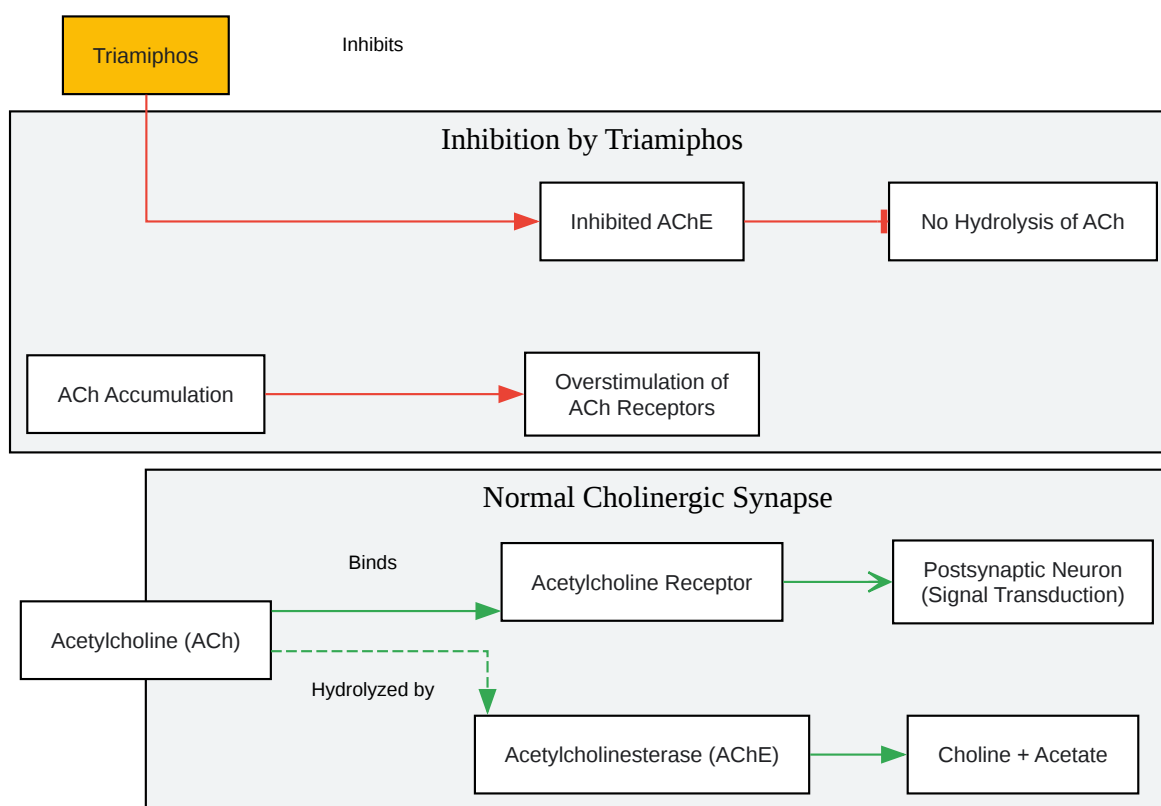 Triamiphos
Inhibits
Inhibition by Triamiphos
Inhibited AChE
No Hydrolysis of ACh
ACh Accumulation
Overstimulation of
ACh Receptors
Normal Cholinergic Synapse
Binds
Acetylcholine Receptor
Postsynaptic Neuron
(Signal Transduction)
Acetylcholine (ACh)
Hydrolyzed by
Acetylcholinesterase (AChE)
Choline + Acetate